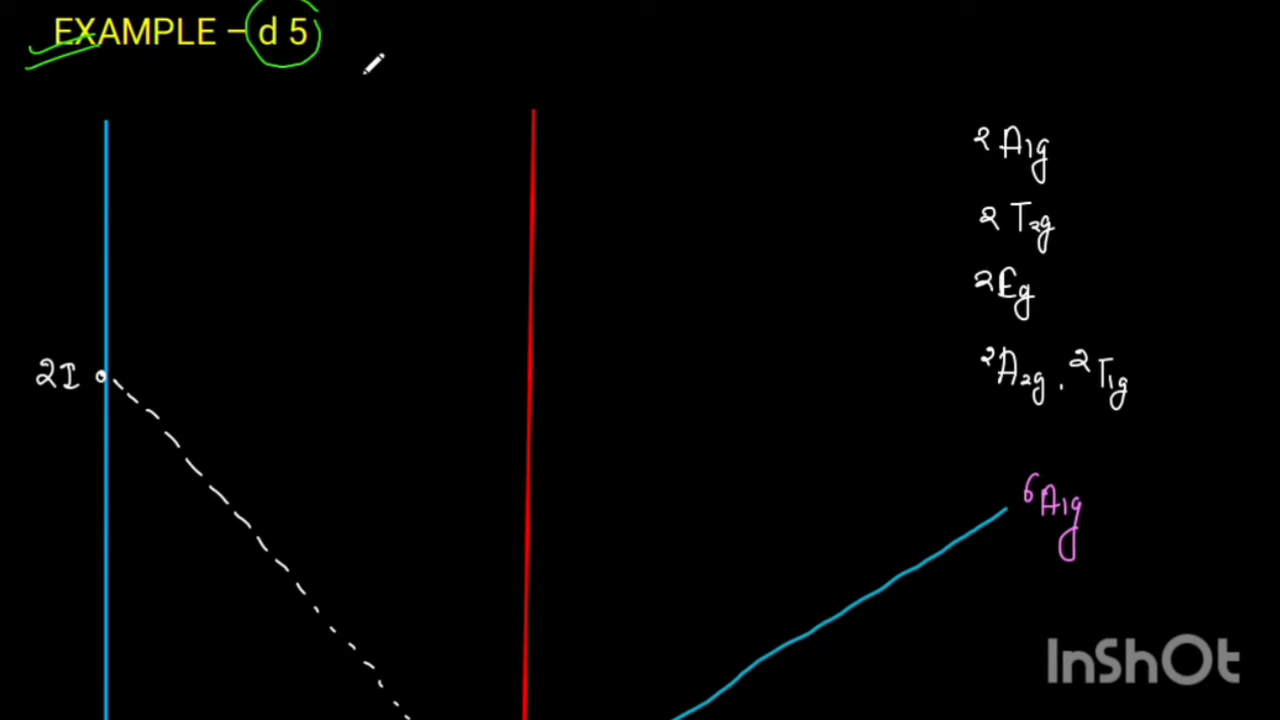 EXAMPLE – d 5
²A₁g
²T₂g
²Eg
2I
²A₂g . ²T₁g
⁶A₁g
InShOt